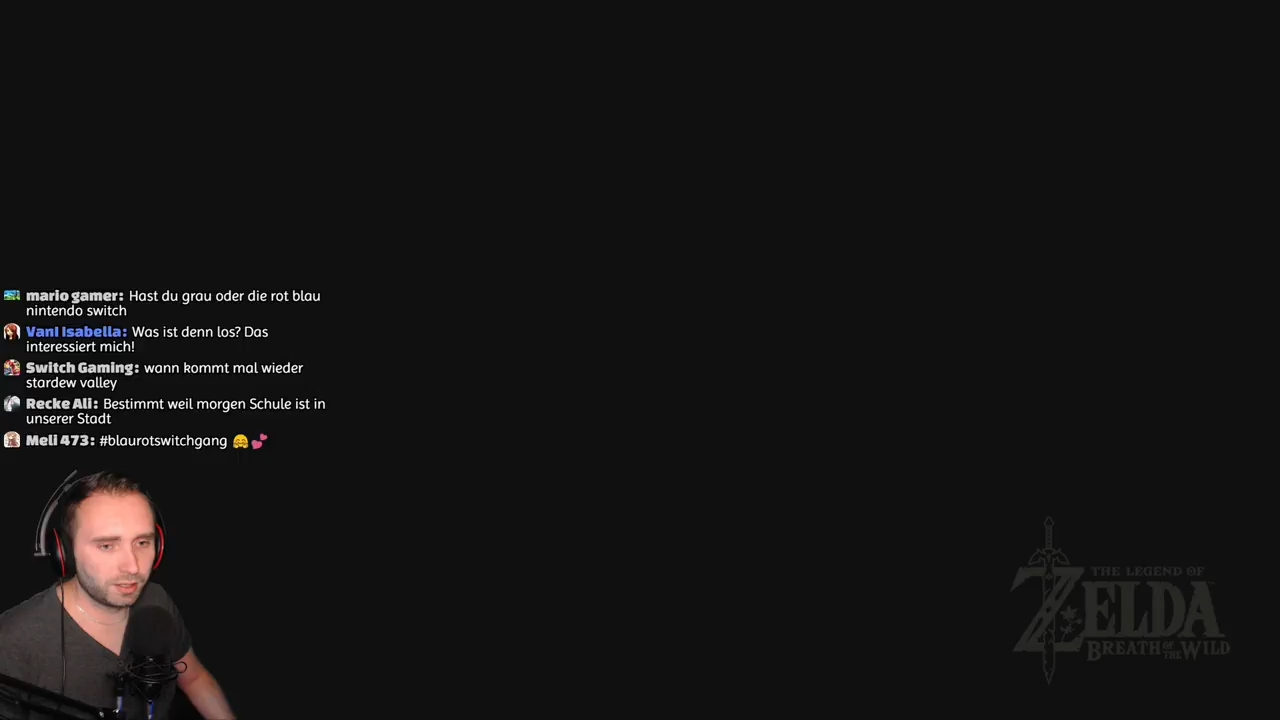 mario gamer: Hast du grau oder die rot blau
nintendo switch
VanI Isabella: Was ist denn los? Das
interessiert mich!
Switch Gaming: wann kommt mal wieder
stardew valley
Recke Ali: Bestimmt weil morgen Schule ist in
unserer Stadt
Meli 473: #blaurotswitchgang 🤗💕
THE LEGEND OF
ZELDA
BREATH OF THE WILD